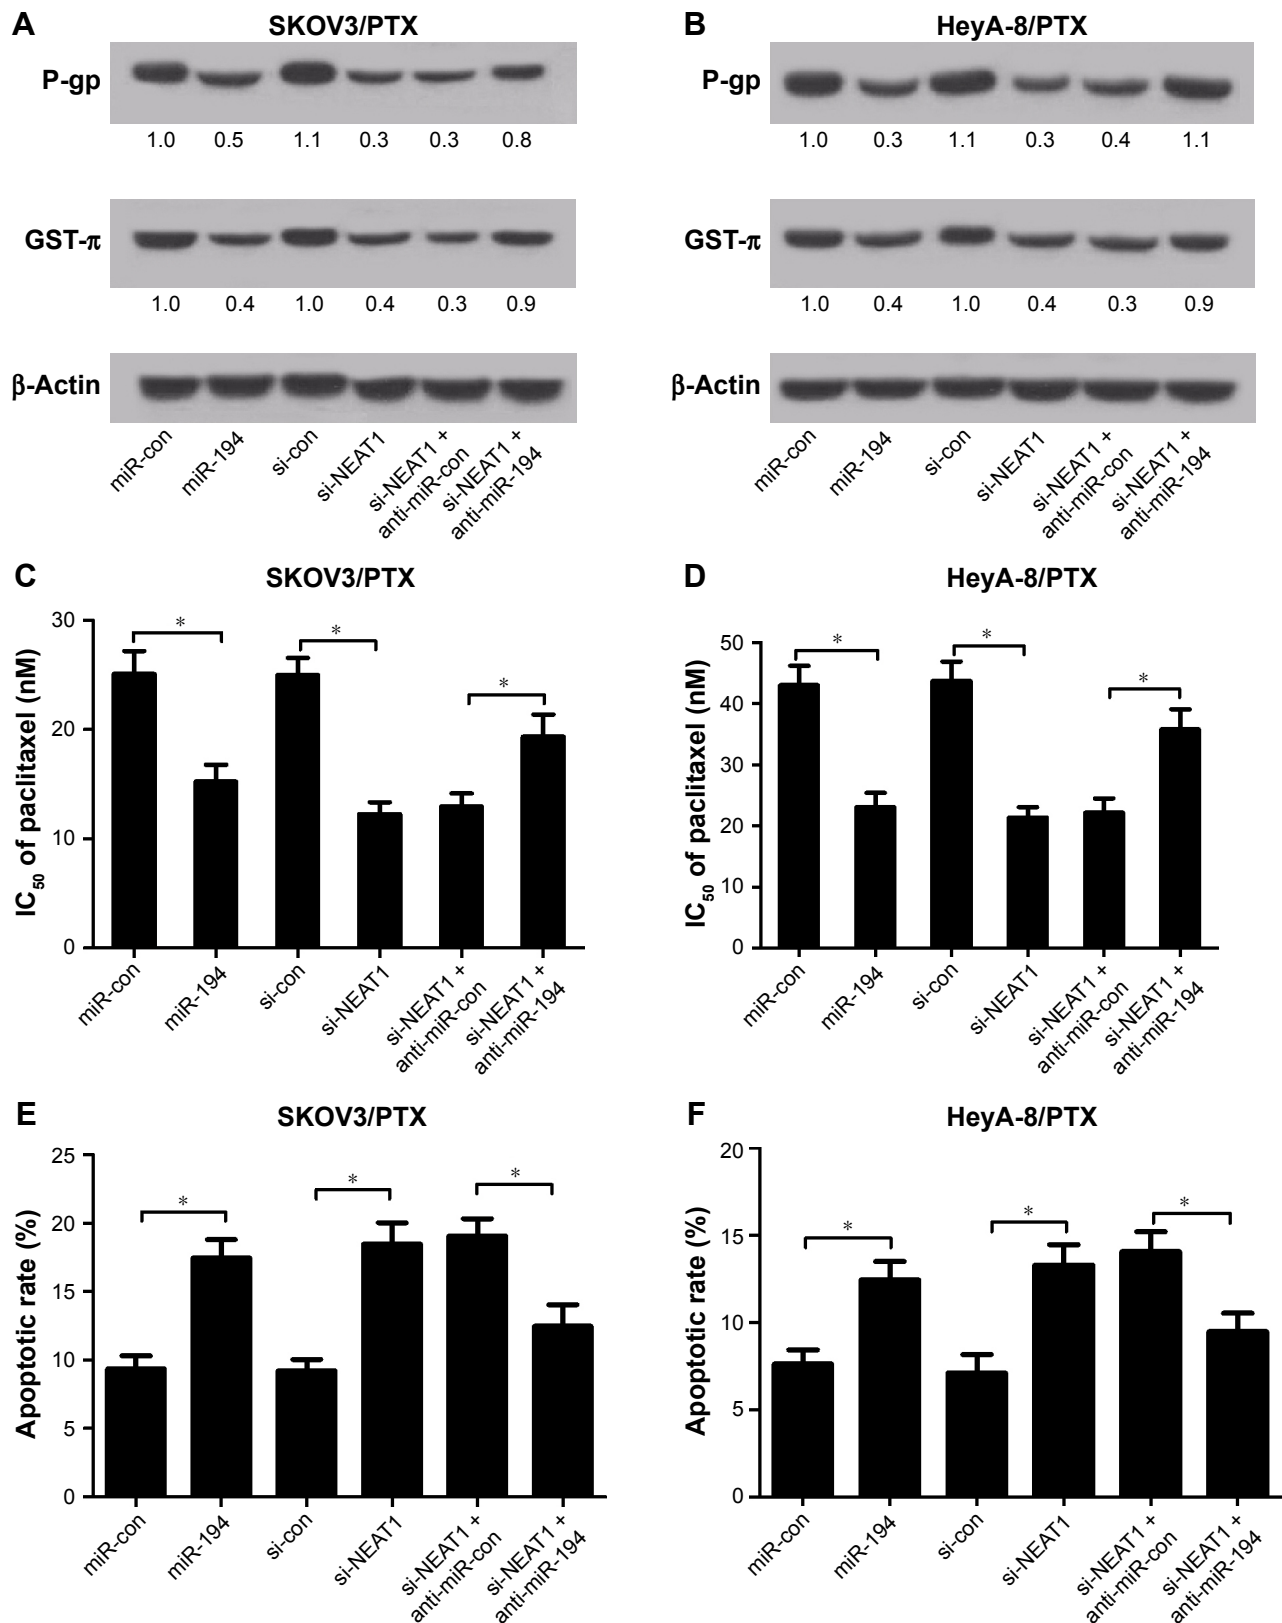 A
SKOV3/PTX
P-gp
1.0 0.5 1.1 0.3 0.3 0.8
GST-π
1.0 0.4 1.0 0.4 0.3 0.9
β-Actin
miR-con
miR-194
si-con
si-NEAT1
si-NEAT1 +
anti-miR-con
si-NEAT1 +
anti-miR-194
B
HeyA-8/PTX
P-gp
1.0 0.3 1.1 0.3 0.4 1.1
GST-π
1.0 0.4 1.0 0.4 0.3 0.9
β-Actin
miR-con
miR-194
si-con
si-NEAT1
si-NEAT1 +
anti-miR-con
si-NEAT1 +
anti-miR-194
C
SKOV3/PTX
IC50 of paclitaxel (nM)
30
20
10
0
*
*
*
miR-con
miR-194
si-con
si-NEAT1
si-NEAT1 +
anti-miR-con
si-NEAT1 +
anti-miR-194
D
HeyA-8/PTX
IC50 of paclitaxel (nM)
50
40
30
20
10
0
*
*
*
miR-con
miR-194
si-con
si-NEAT1
si-NEAT1 +
anti-miR-con
si-NEAT1 +
anti-miR-194
E
SKOV3/PTX
Apoptotic rate (%)
25
20
15
10
5
0
*
*
*
miR-con
miR-194
si-con
si-NEAT1
si-NEAT1 +
anti-miR-con
si-NEAT1 +
anti-miR-194
F
HeyA-8/PTX
Apoptotic rate (%)
20
15
10
5
0
*
*
*
miR-con
miR-194
si-con
si-NEAT1
si-NEAT1 +
anti-miR-con
si-NEAT1 +
anti-miR-194